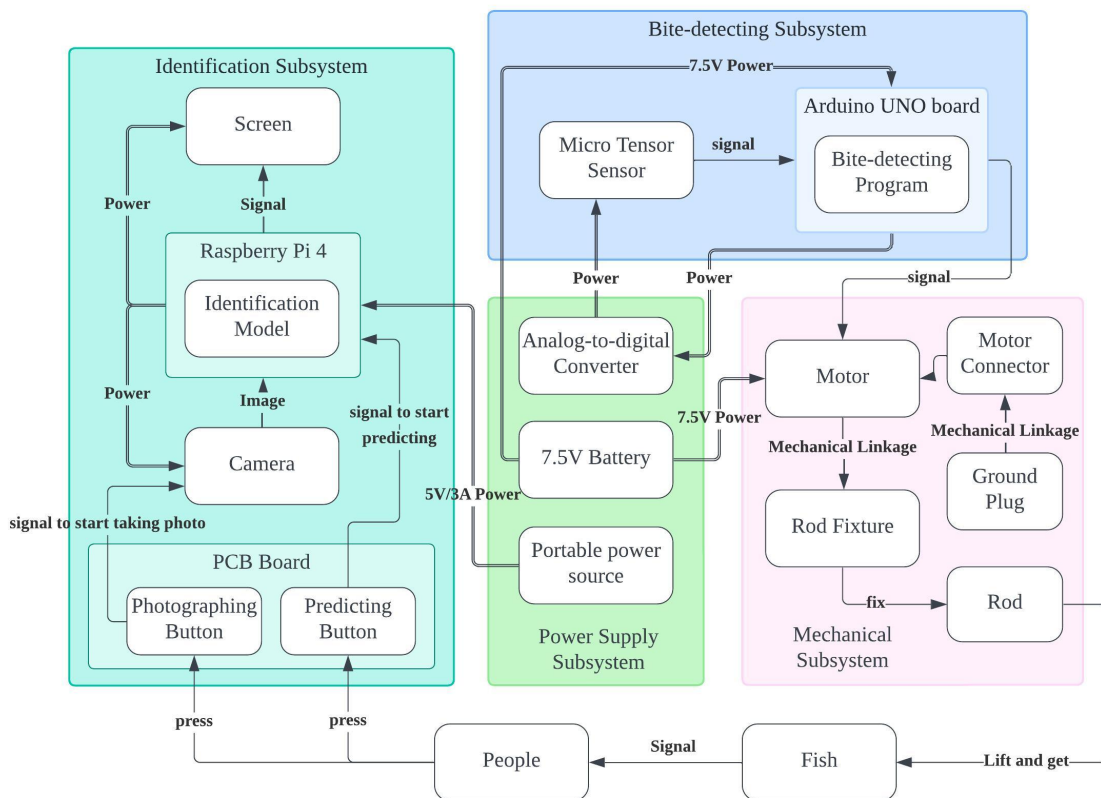 Bite-detecting Subsystem
Identification Subsystem
7.5V Power
Screen
Arduino UNO board
Micro Tensor
Sensor
signal
Bite-detecting
Program
Power
Signal
Raspberry Pi 4
Identification
Model
Power
Power
signal
Analog-to-digital
Converter
Motor
Motor
Connector
Power
Image
signal to start
predicting
7.5V Power
Mechanical Linkage
Mechanical Linkage
Camera
7.5V Battery
Ground
Plug
5V/3A Power
signal to start taking photo
Rod Fixture
PCB Board
Portable power
source
Photographing
Button
Predicting
Button
fix
Rod
Power Supply
Subsystem
Mechanical
Subsystem
press
press
People
Signal
Fish
Lift and get